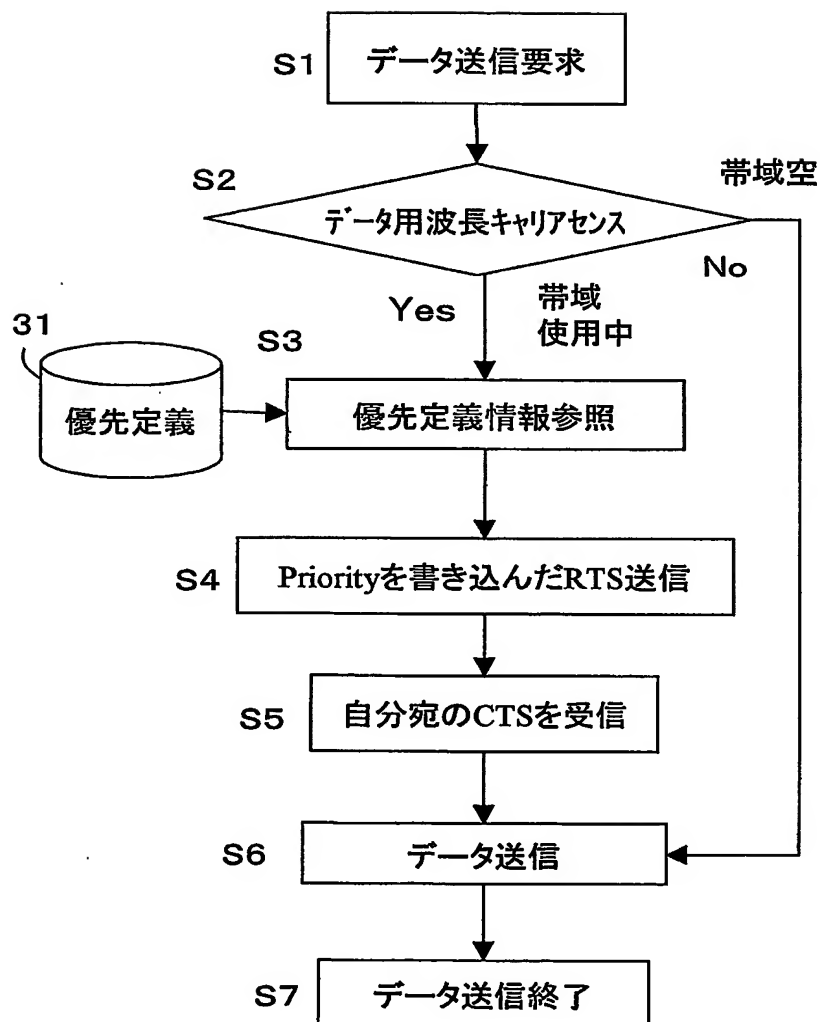 S1
データ送信要求
S2
帯域空
データ用波長キャリアセンス
No
Yes
帯域
使用中
31
S3
優先定義
優先定義情報参照
S4
Priorityを書き込んだRTS送信
S5
自分宛のCTSを受信
S6
データ送信
S7
データ送信終了